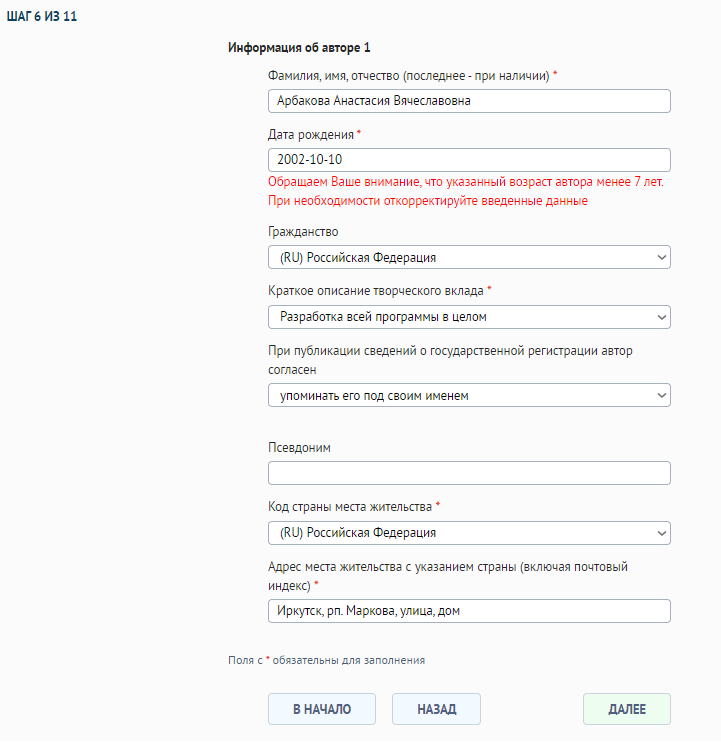 ШАГ 6 ИЗ 11
Информация об авторе 1
Фамилия, имя, отчество (последнее - при наличии) *
Арбакова Анастасия Вячеславовна
Дата рождения *
2002-10-10
Обращаем Ваше внимание, что указанный возраст автора менее 7 лет.
При необходимости откорректируйте введенные данные
Гражданство
(RU) Российская Федерация
Краткое описание творческого вклада *
Разработка всей программы в целом
При публикации сведений о государственной регистрации автор
согласен
упоминать его под своим именем
Псевдоним
Код страны места жительства *
(RU) Российская Федерация
Адрес места жительства с указанием страны (включая почтовый
индекс) *
Иркутск, рп. Маркова, улица, дом
Поля с * обязательны для заполнения
В НАЧАЛО НАЗАД ДАЛЕЕ